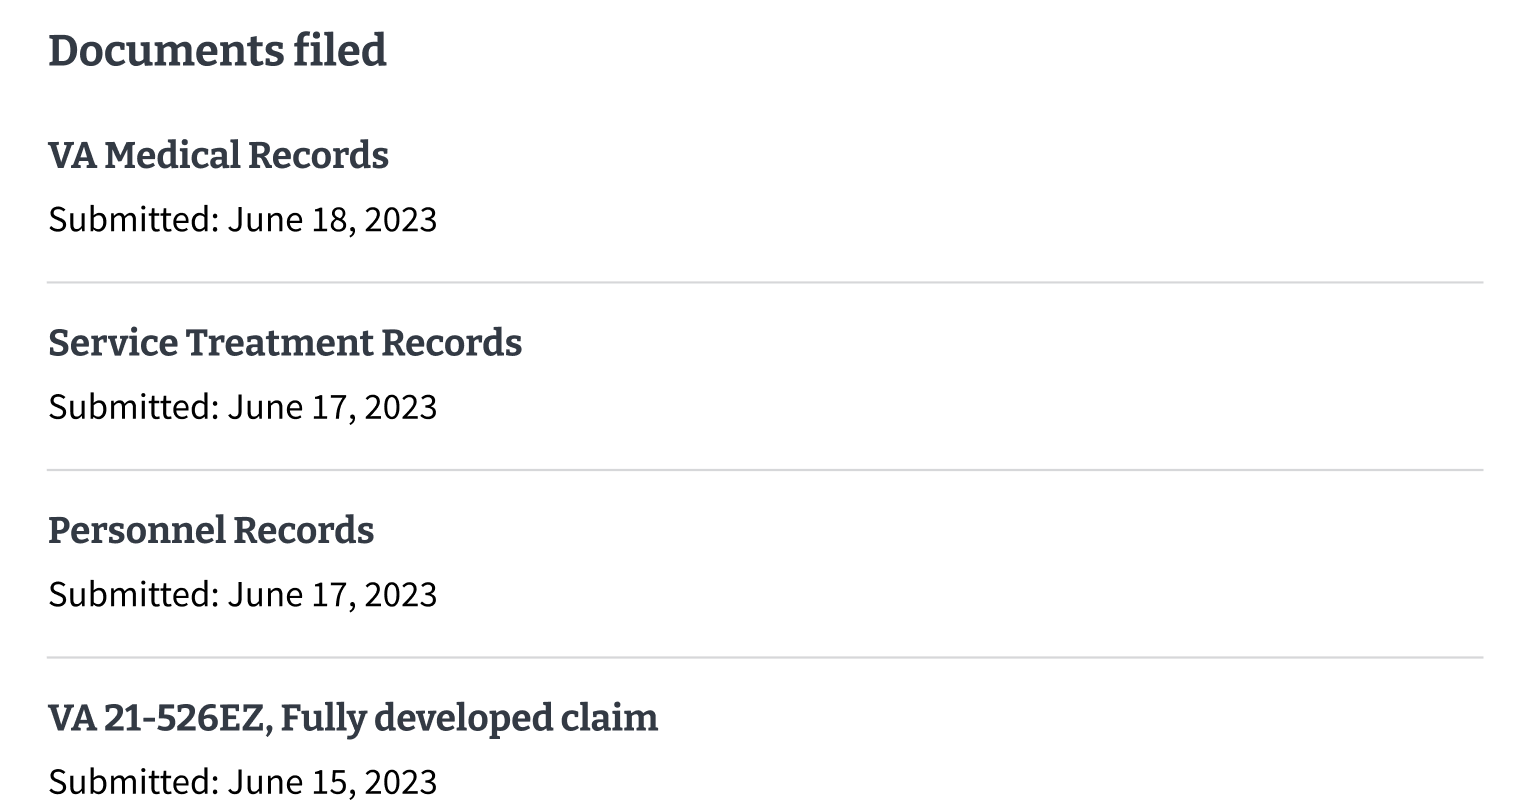 Documents filed
VA Medical Records
Submitted: June 18, 2023
Service Treatment Records
Submitted: June 17, 2023
Personnel Records
Submitted: June 17, 2023
VA 21-526EZ, Fully developed claim
Submitted: June 15, 2023